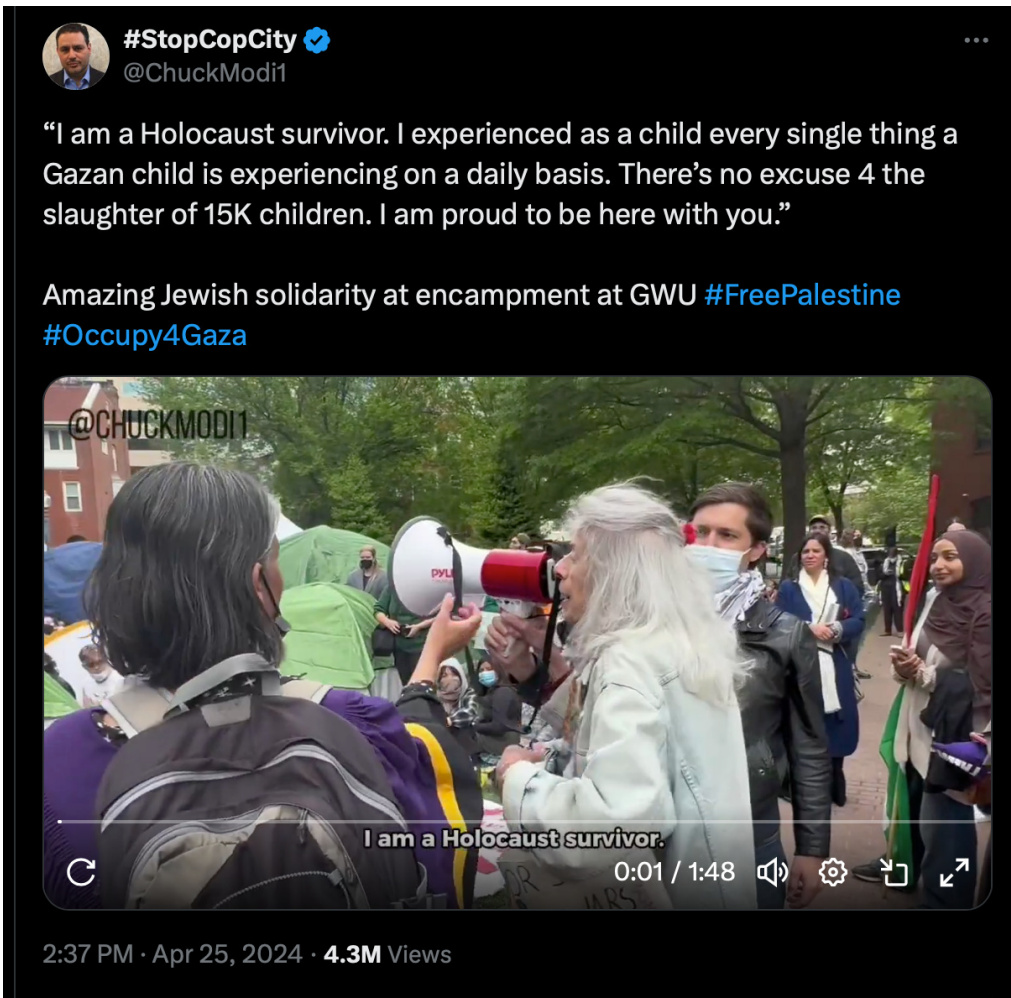 #StopCopCity
@ChuckModi1
“I am a Holocaust survivor. I experienced as a child every single thing a
Gazan child is experiencing on a daily basis. There’s no excuse 4 the
slaughter of 15K children. I am proud to be here with you.”
Amazing Jewish solidarity at encampment at GWU #FreePalestine
#Occupy4Gaza
@CHUCKMODI1
PYLE
I am a Holocaust survivor.
0:01 / 1:48
2:37 PM · Apr 25, 2024 · 4.3M Views